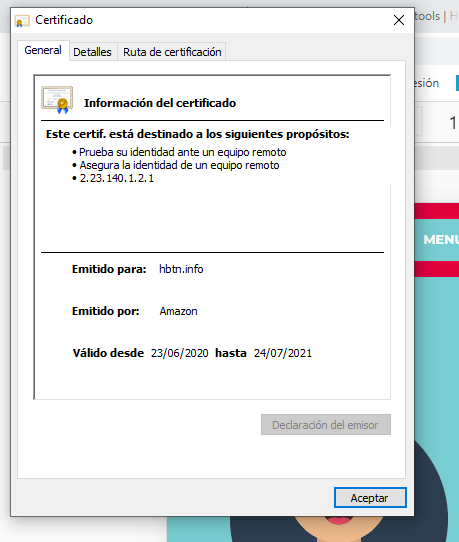 Certificado
tools | H
General
Detalles
Ruta de certificación
esión
Información del certificado
1
Este certif. está destinado a los siguientes propósitos:
• Prueba su identidad ante un equipo remoto
• Asegura la identidad de un equipo remoto
• 2.23.140.1.2.1
MENU
Emitido para: hbtn.info
Emitido por: Amazon
Válido desde 23/06/2020 hasta 24/07/2021
Declaración del emisor
Aceptar